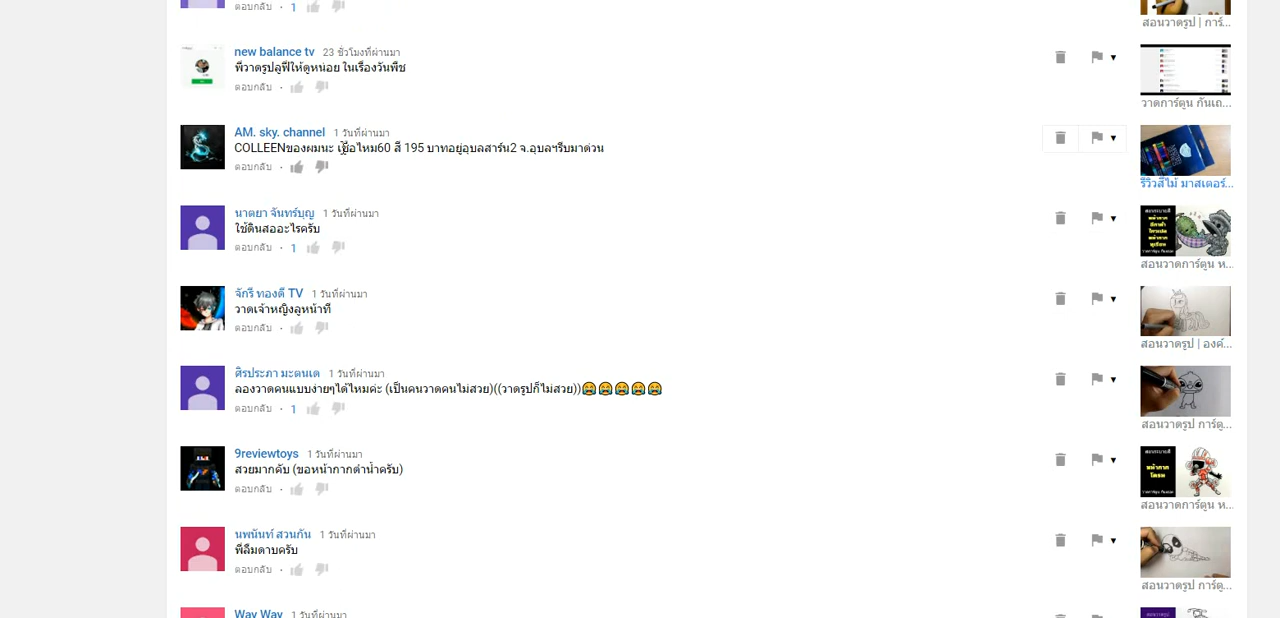 ตอบกลับ · 1
สอนวาดรูป | การ์...
new balance tv 23 ชั่วโมงที่ผ่านมา
พี่วาดรูปลูฟี่ให้ดูหน่อย ในเรื่องวันพีช
ตอบกลับ ·
วาดการ์ตูน กันเถ...
AM. sky. channel 1 วันที่ผ่านมา
COLLEENของผมนะ เชื่อไหม60 สี 195 บาทอยู่อุบลสาร์น2 จ.อุบลฯรีบมาด่วน
ตอบกลับ ·
รีวิวสีไม้ มาสเตอร์...
นาตยา จันทร์บุญ 1 วันที่ผ่านมา
ใช้ดินสออะไรครับ
ตอบกลับ · 1
สอนวาดการ์ตูน ห...
จักรี ทองดี TV 1 วันที่ผ่านมา
วาดเจ้าหญิงลูหน้าที
ตอบกลับ ·
สอนวาดรูป | องค์...
ศิรประภา มะตนเต 1 วันที่ผ่านมา
ลองวาดคนแบบง่ายๆได้ไหมค่ะ (เป็นคนวาดคนไม่สวย)((วาดรูปก็ไม่สวย))😭😭😭😭😭
ตอบกลับ · 1
สอนวาดรูป การ์ตู...
9reviewtoys 1 วันที่ผ่านมา
สวยมากคับ (ขอหน้ากากดำน้ำครับ)
ตอบกลับ ·
หน้ากาก
สอนวาดการ์ตูน ห...
นพนันท์ สวนกัน 1 วันที่ผ่านมา
พี่ลืมดาบครับ
ตอบกลับ ·
สอนวาดรูป การ์ตู...
Way Way 1 วันที่ผ่านมา